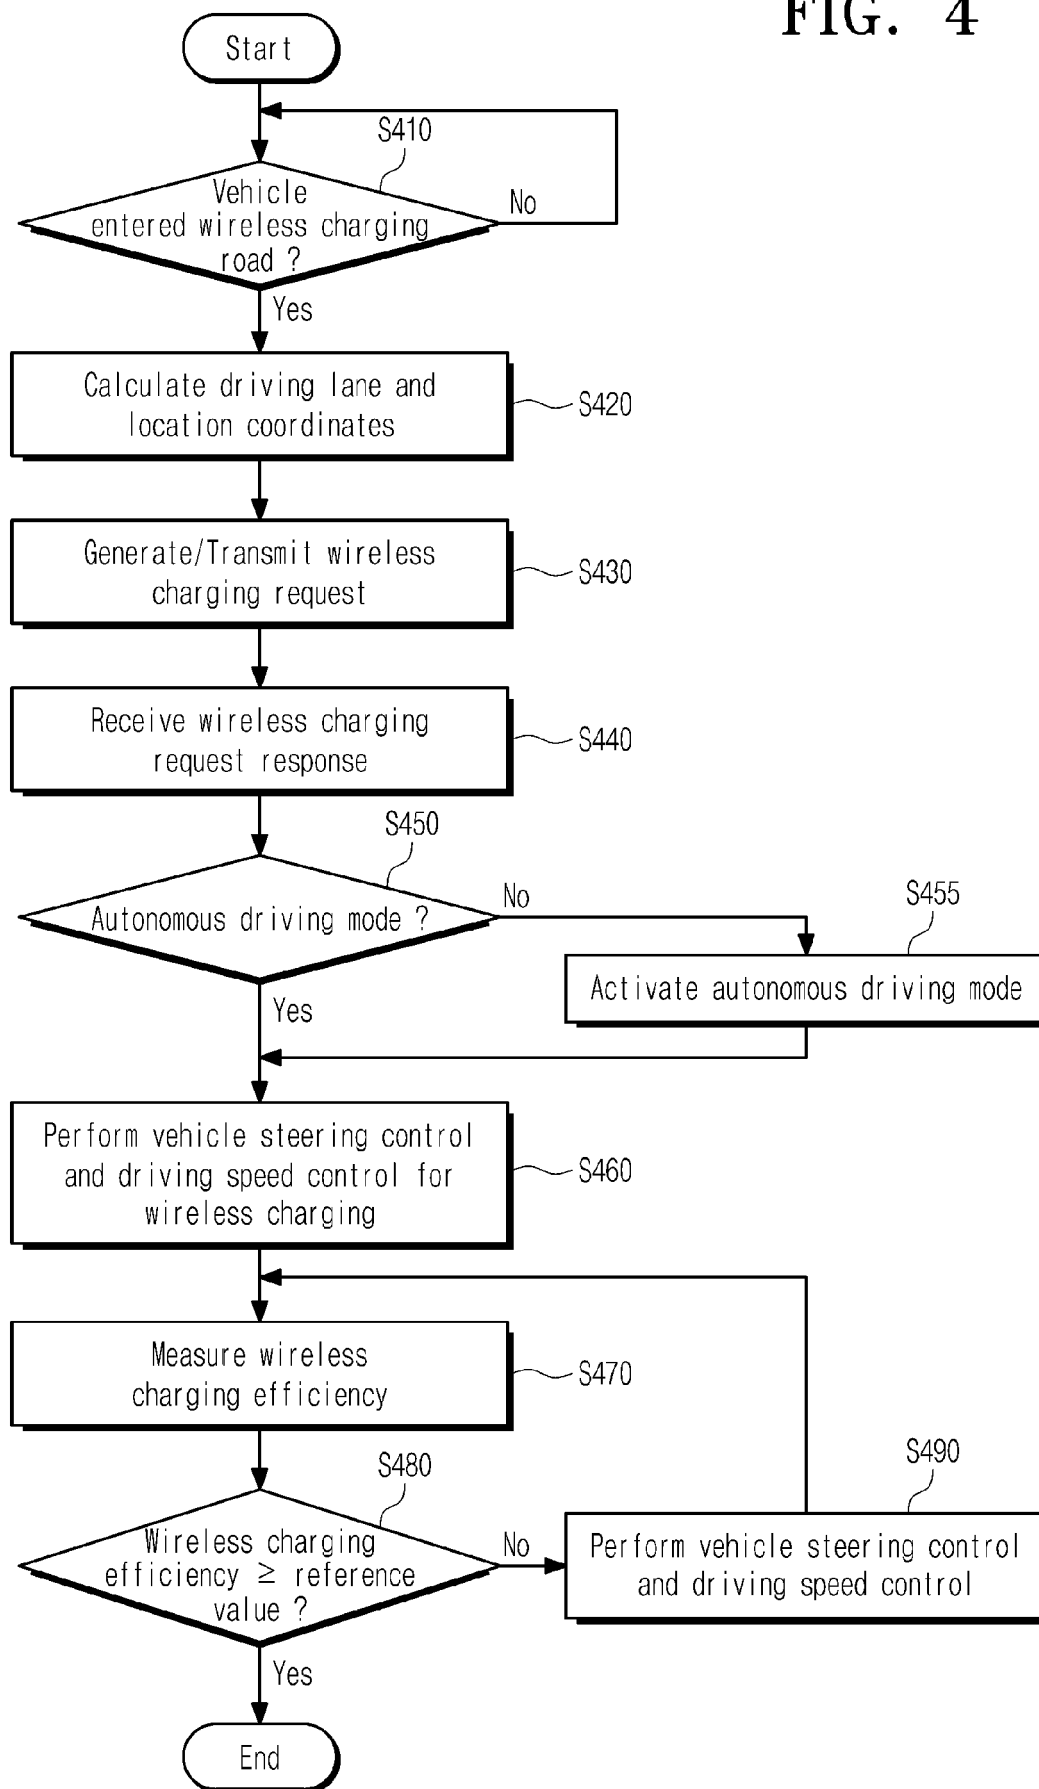 FIG. 4
Start
S410
Vehicle
entered wireless charging
road ?
No
Yes
Calculate driving lane and
location coordinates
S420
Generate/Transmit wireless
charging request
S430
Receive wireless charging
request response
S440
S450
Autonomous driving mode ?
No
S455
Activate autonomous driving mode
Yes
Perform vehicle steering control
and driving speed control for
wireless charging
S460
Measure wireless
charging efficiency
S470
S480
Wireless charging
efficiency ≥ reference
value ?
No
S490
Perform vehicle steering control
and driving speed control
Yes
End